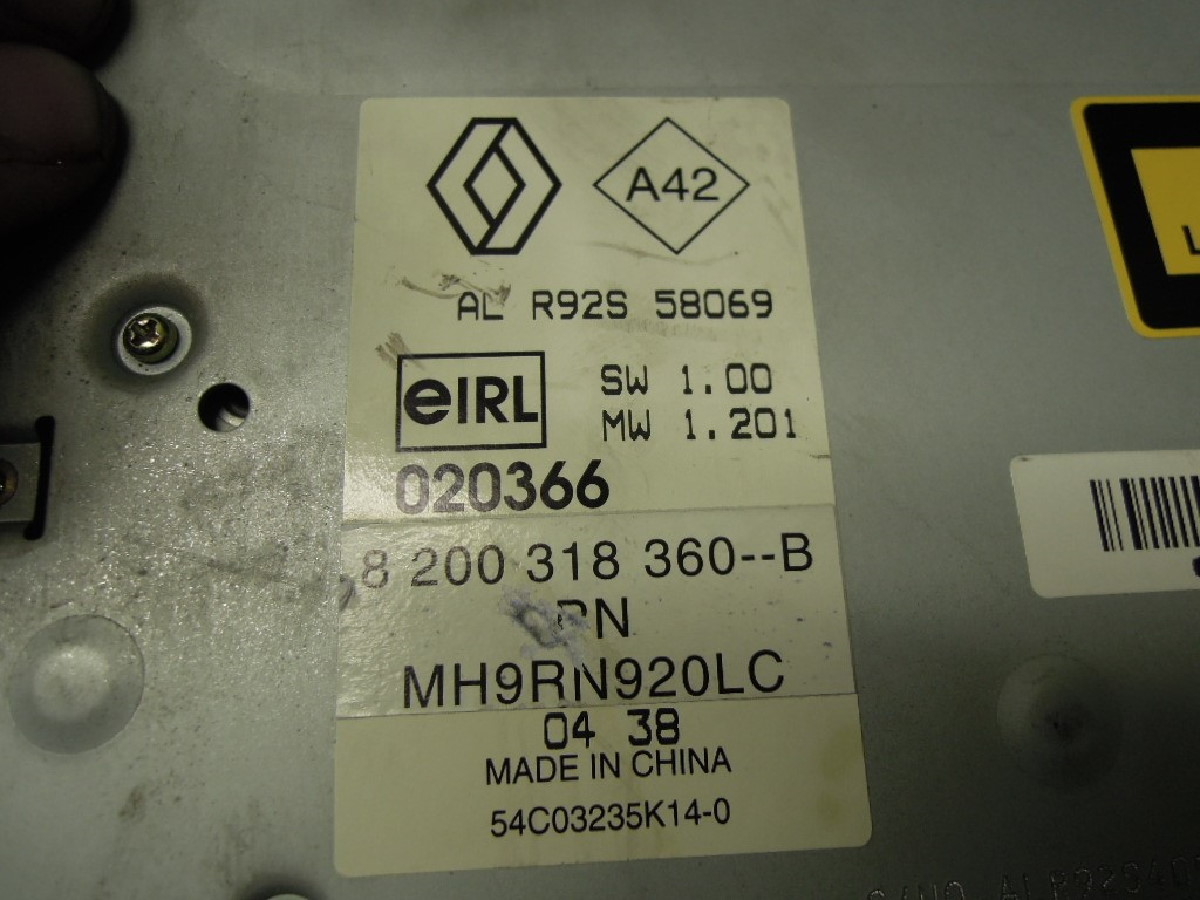 A42
AL R92S 58069
eIRL
SW 1.00
MW 1.201
020366
8 200 318 360--B
MH9RN920LC
04 38
MADE IN CHINA
54C03235K14-0